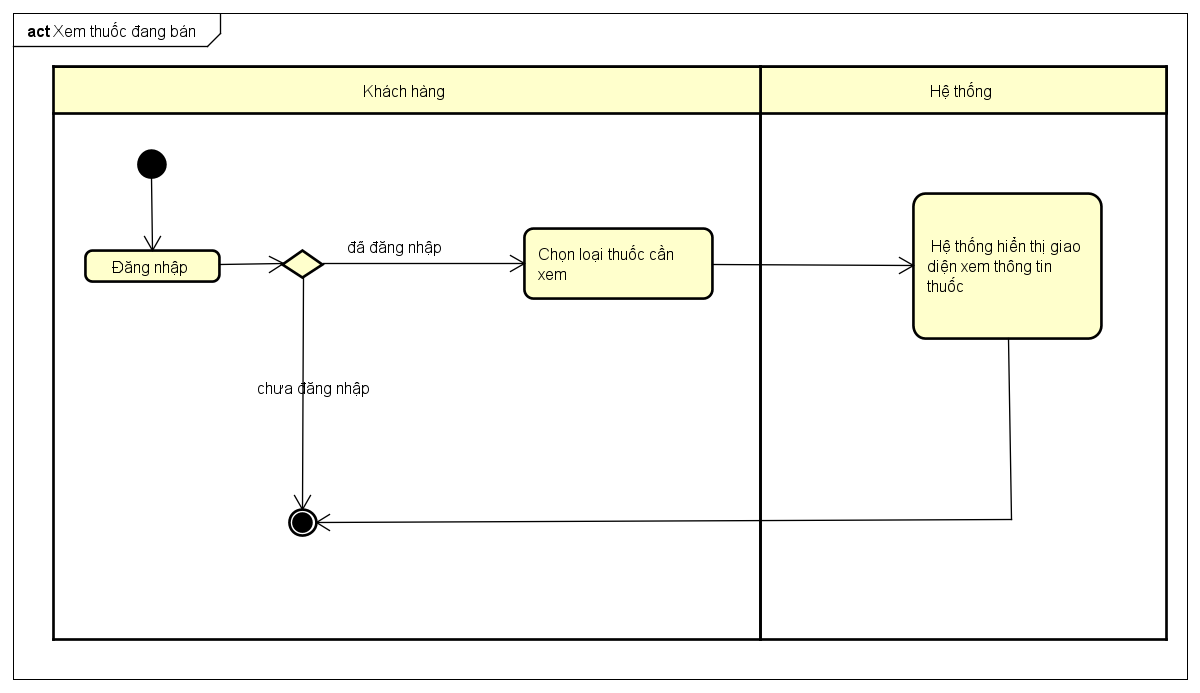 act Xem thuốc đang bán
Khách hàng
Hệ thống
Đăng nhập
đã đăng nhập
Chọn loại thuốc cần
xem
Hệ thống hiển thị giao
diện xem thông tin
thuốc
chưa đăng nhập